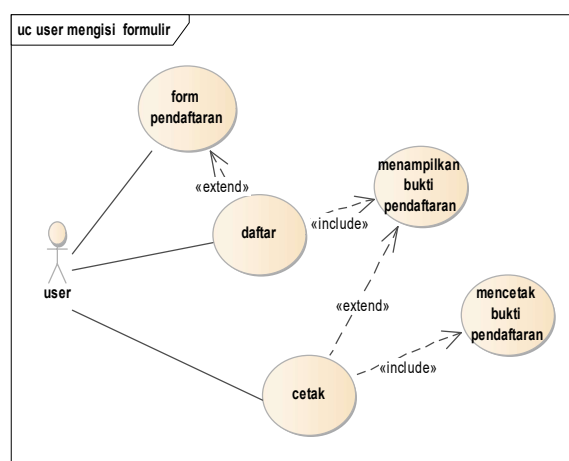 uc user mengisi formulir
form
pendaftaran
«extend»
menampilkan
bukti
pendaftaran
daftar
«include»
user
«extend»
mencetak
bukti
pendaftaran
«include»
cetak